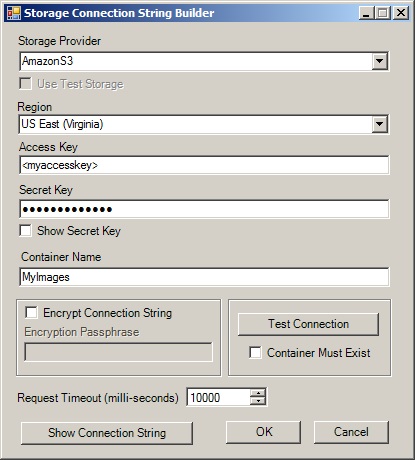 Storage Connection String Builder
Storage Provider
AmazonS3
Use Test Storage
Region
US East (Virginia)
Access Key
<myaccesskey>
Secret Key
●●●●●●●●●●●●●
Show Secret Key
Container Name
MyImages
Encrypt Connection String
Encryption Passphrase
Test Connection
Container Must Exist
Request Timeout (milli-seconds) 10000
Show Connection String OK Cancel